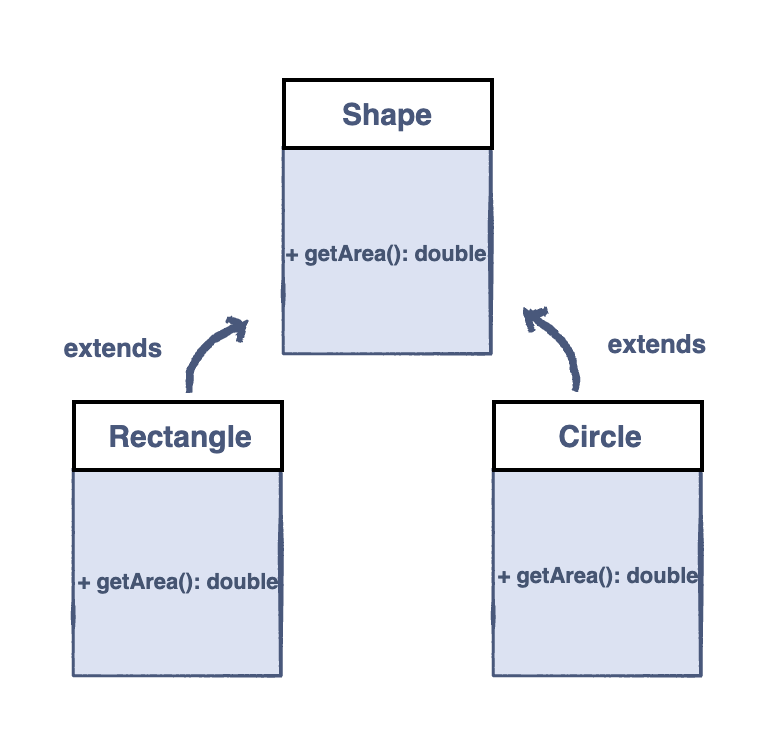 Shape
+ getArea(): double
extends
extends
Rectangle
Circle
+ getArea(): double
+ getArea(): double